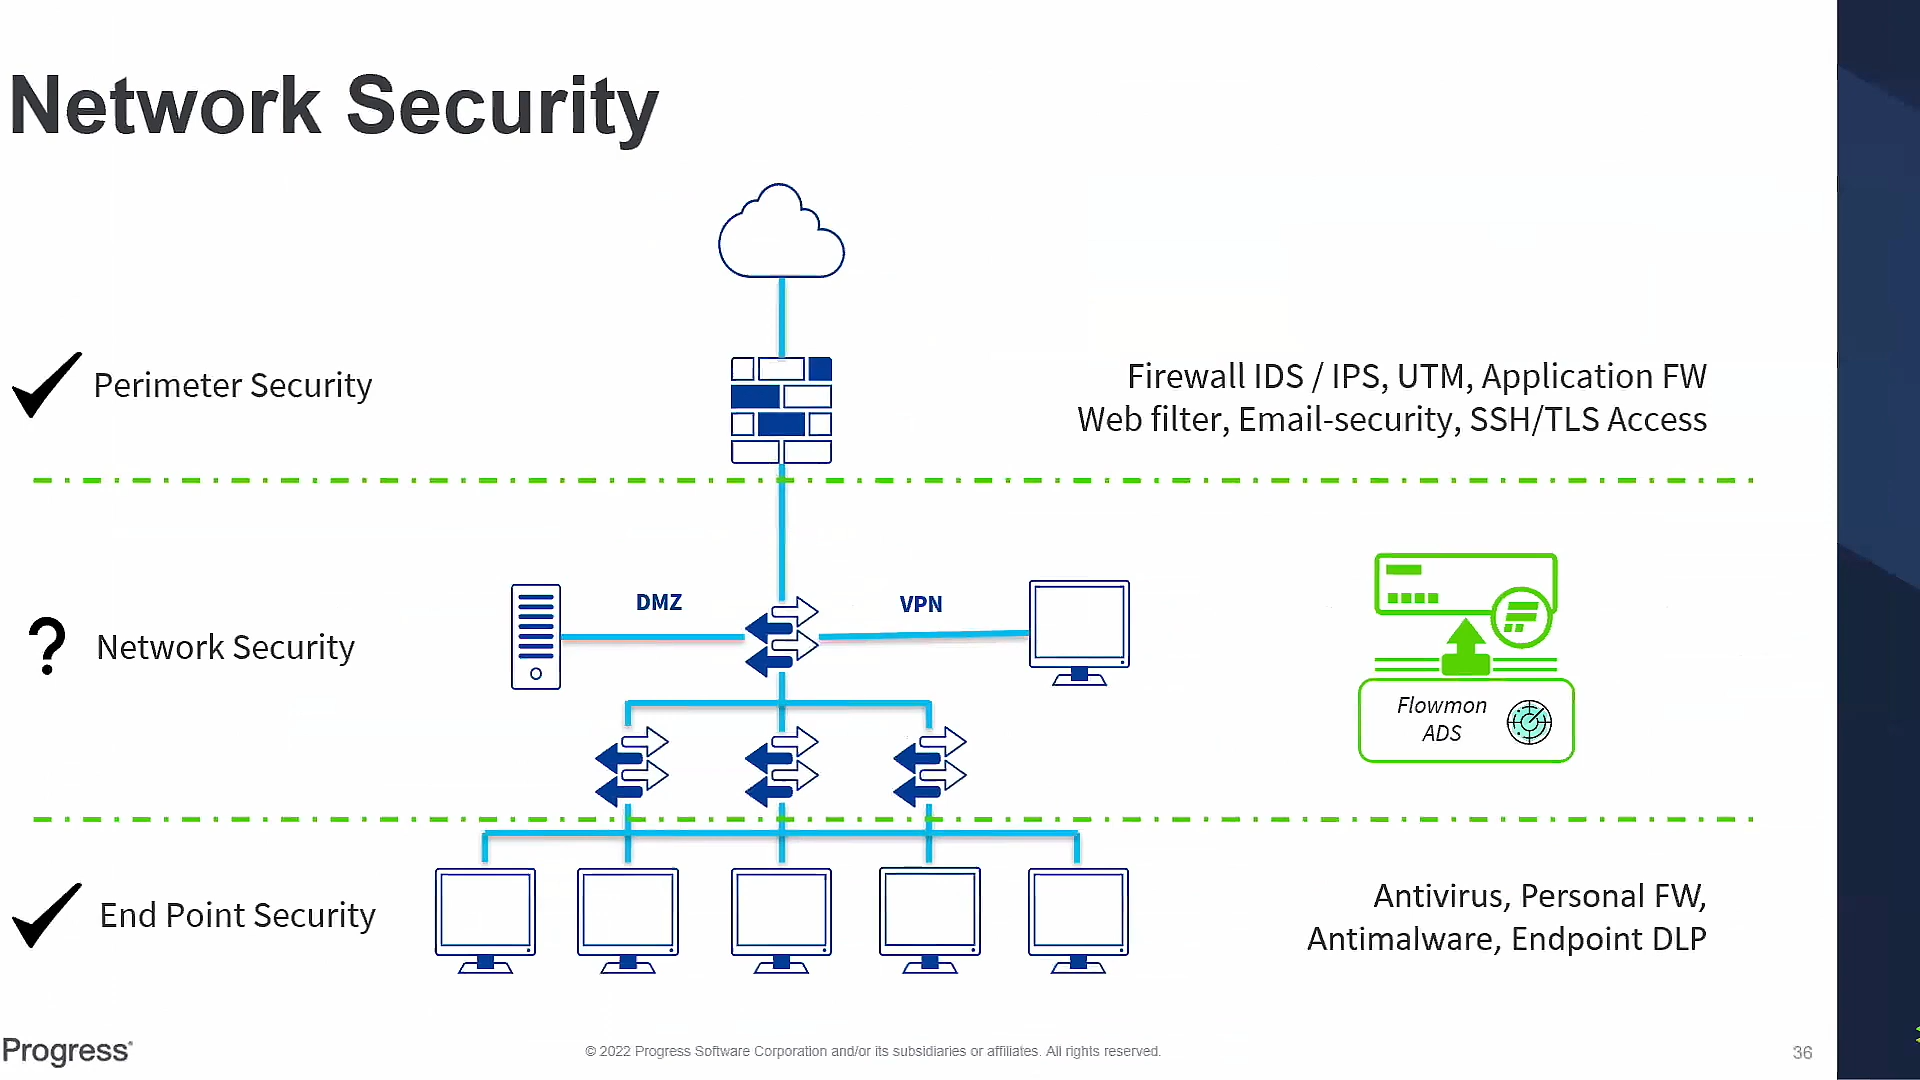 Network Security
Perimeter Security
Firewall IDS / IPS, UTM, Application FW
Web filter, Email-security, SSH/TLS Access
DMZ
VPN
Network Security
Flowmon
ADS
End Point Security
Antivirus, Personal FW,
Antimalware, Endpoint DLP
Progress®
© 2022 Progress Software Corporation and/or its subsidiaries or affiliates. All rights reserved.
36